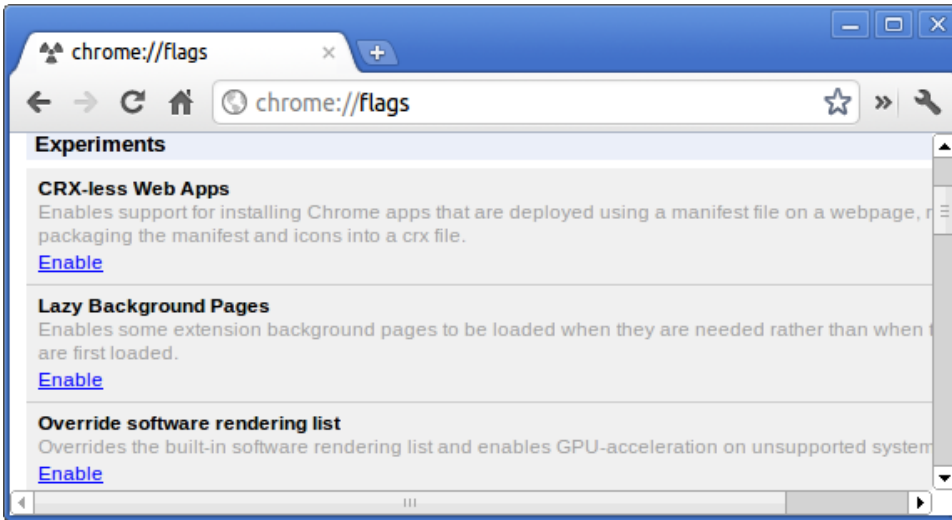 chrome://flags
chrome://flags
Experiments
CRX-less Web Apps
Enables support for installing Chrome apps that are deployed using a manifest file on a webpage,
packaging the manifest and icons into a crx file.
Enable
Lazy Background Pages
Enables some extension background pages to be loaded when they are needed rather than when
are first loaded.
Enable
Override software rendering list
Overrides the built-in software rendering list and enables GPU-acceleration on unsupported system
Enable